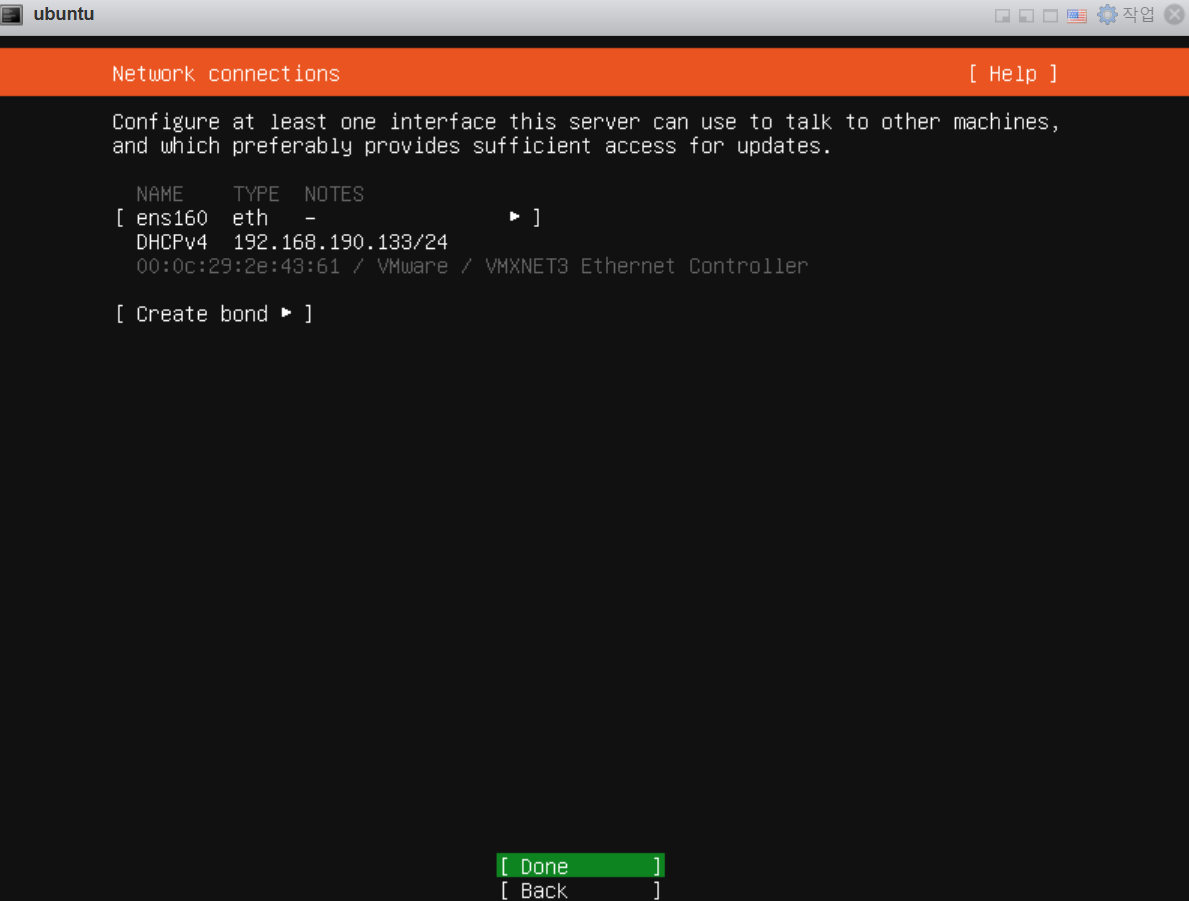 ubuntu 작업
Network connections [ Help ]
Configure at least one interface this server can use to talk to other machines,
and which preferably provides sufficient access for updates.
NAME TYPE NOTES
[ ens160 eth - ▸ ]
DHCPv4 192.168.190.133/24
00:0c:29:2e:43:61 / VMware / VMXNET3 Ethernet Controller
[ Create bond ▸ ]
[ Done ]
[ Back ]